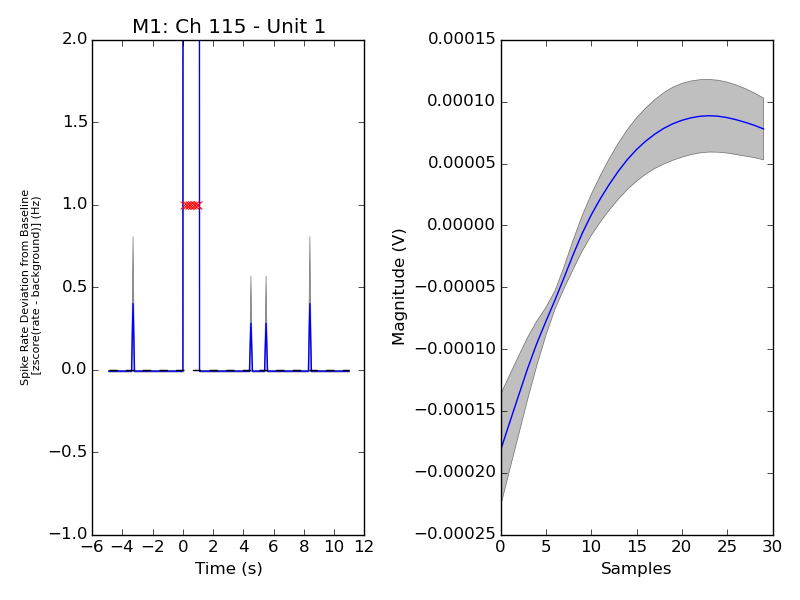 M1: Ch 115 - Unit 1
2.0
1.5
1.0
0.5
0.0
−0.5
−1.0
−6 −4 −2 0 2 4 6 8 10 12
Time (s)
Spike Rate Deviation from Baseline
[zscore(rate - background)] (Hz)
0.00015
0.00010
0.00005
0.00000
−0.00005
−0.00010
−0.00015
−0.00020
−0.00025
0 5 10 15 20 25 30
Samples
Magnitude (V)